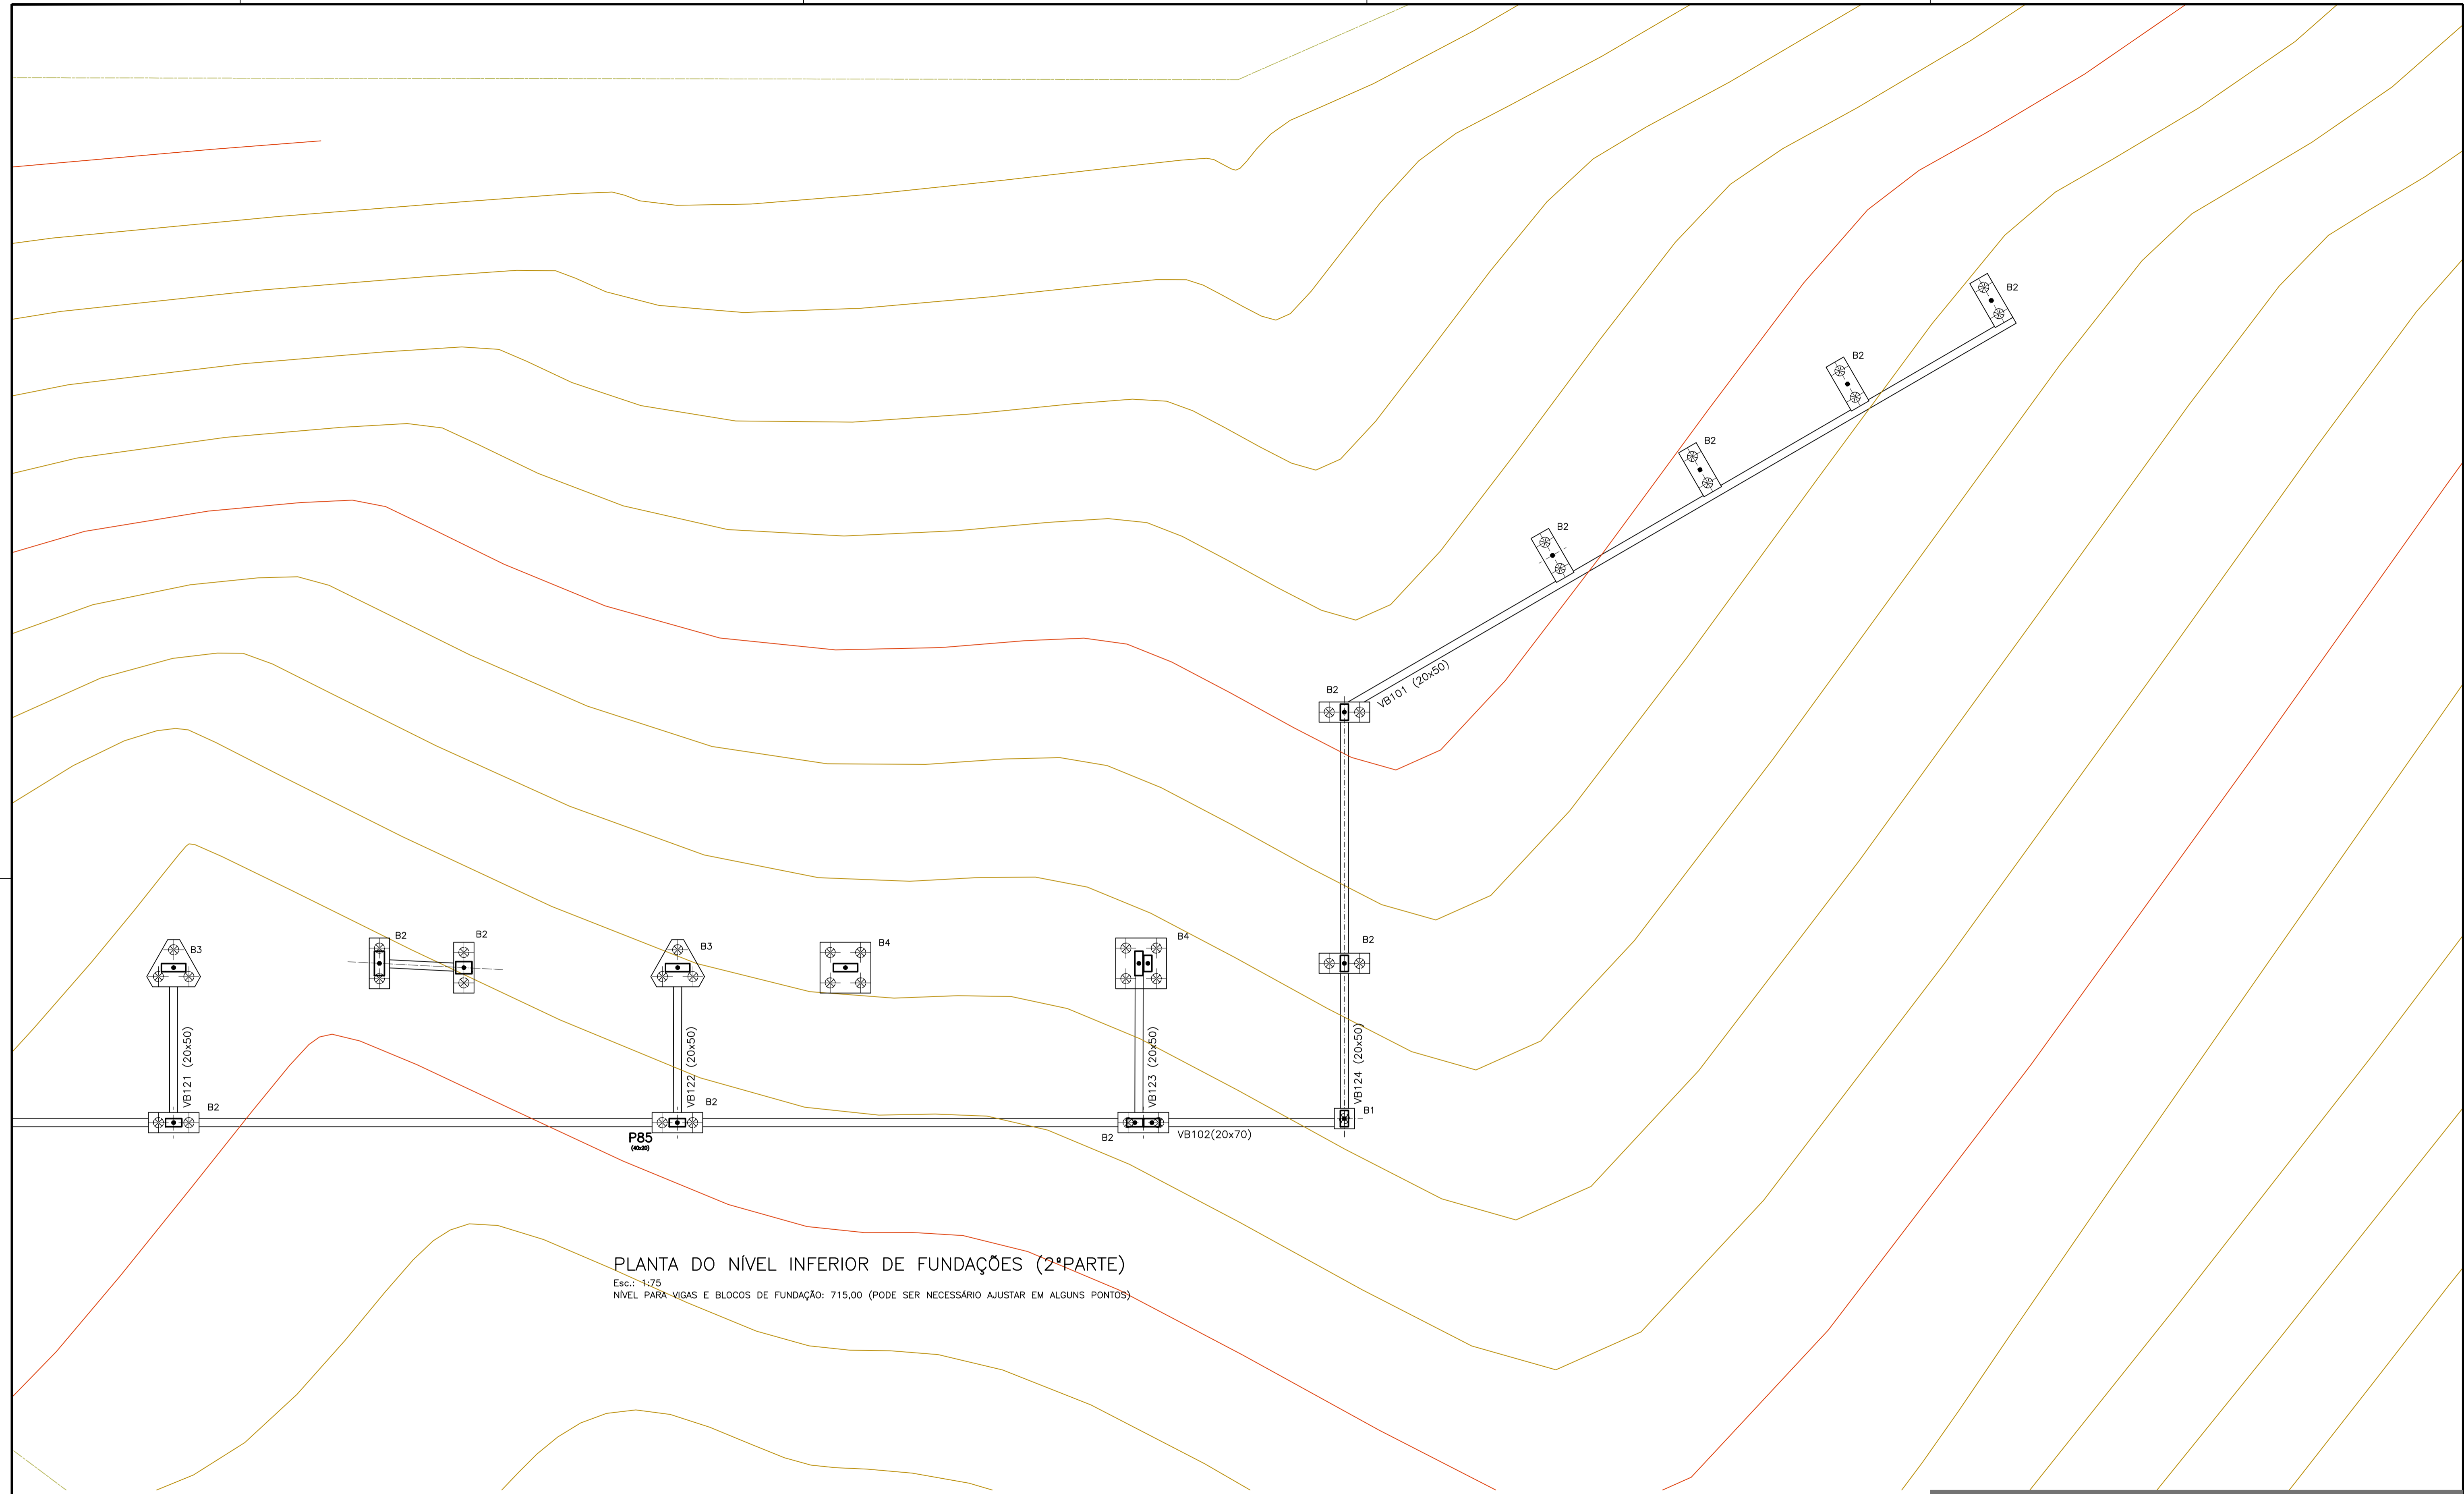 B2
B2
B2
B2
B2
VB101 (20x50)
B3
B2
B2
B3
B4
B4
B2
VB121 (20x50)
VB122 (20x50)
VB123 (20x50)
VB124 (20x50)
B2
B2
B1
P85
(40x20)
B2
VB102(20x70)
PLANTA DO NÍVEL INFERIOR DE FUNDAÇÕES (2ªPARTE)
Esc.: 1:75
NÍVEL PARA VIGAS E BLOCOS DE FUNDAÇÃO: 715,00 (PODE SER NECESSÁRIO AJUSTAR EM ALGUNS PONTOS)